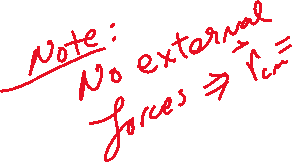 Note:
No external
forces ⇒ r⃗cm =